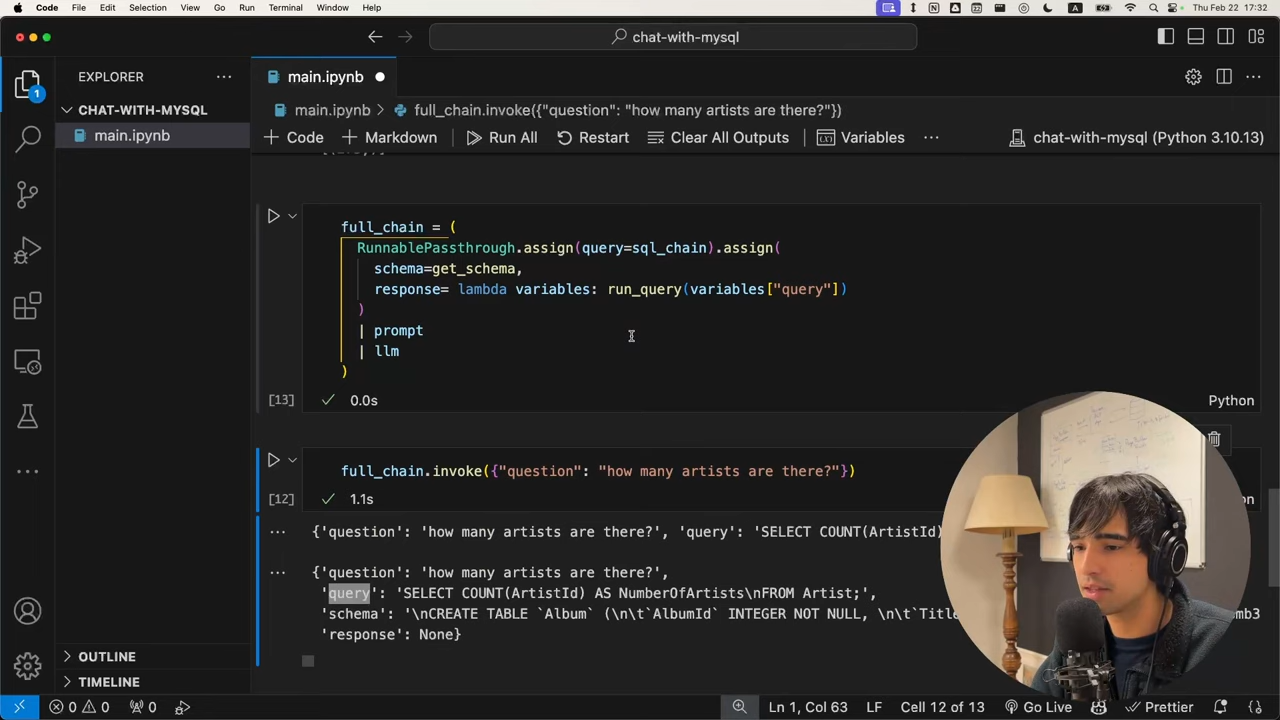 Code File Edit Selection View Go Run Terminal Window Help Thu Feb 22 17:32
chat-with-mysql
EXPLORER
main.ipynb
CHAT-WITH-MYSQL
main.ipynb > full_chain.invoke({"question": "how many artists are there?"})
main.ipynb
1
Code Markdown Run All Restart Clear All Outputs Variables chat-with-mysql (Python 3.10.13)
full_chain = (
RunnablePassthrough.assign(query=sql_chain).assign(
schema=get_schema,
response= lambda variables: run_query(variables["query"])
)
| prompt
| llm
)
[13] 0.0s Python
full_chain.invoke({"question": "how many artists are there?"})
[12] 1.1s
{'question': 'how many artists are there?', 'query': 'SELECT COUNT(ArtistId)
{'question': 'how many artists are there?',
'query': 'SELECT COUNT(ArtistId) AS NumberOfArtists\nFROM Artist;',
'schema': '\nCREATE TABLE `Album` (\n\t`AlbumId` INTEGER NOT NULL, \n\t`Titl
'response': None}
OUTLINE
TIMELINE
0 0 0 Ln 1, Col 63 LF Cell 12 of 13 Go Live Prettier